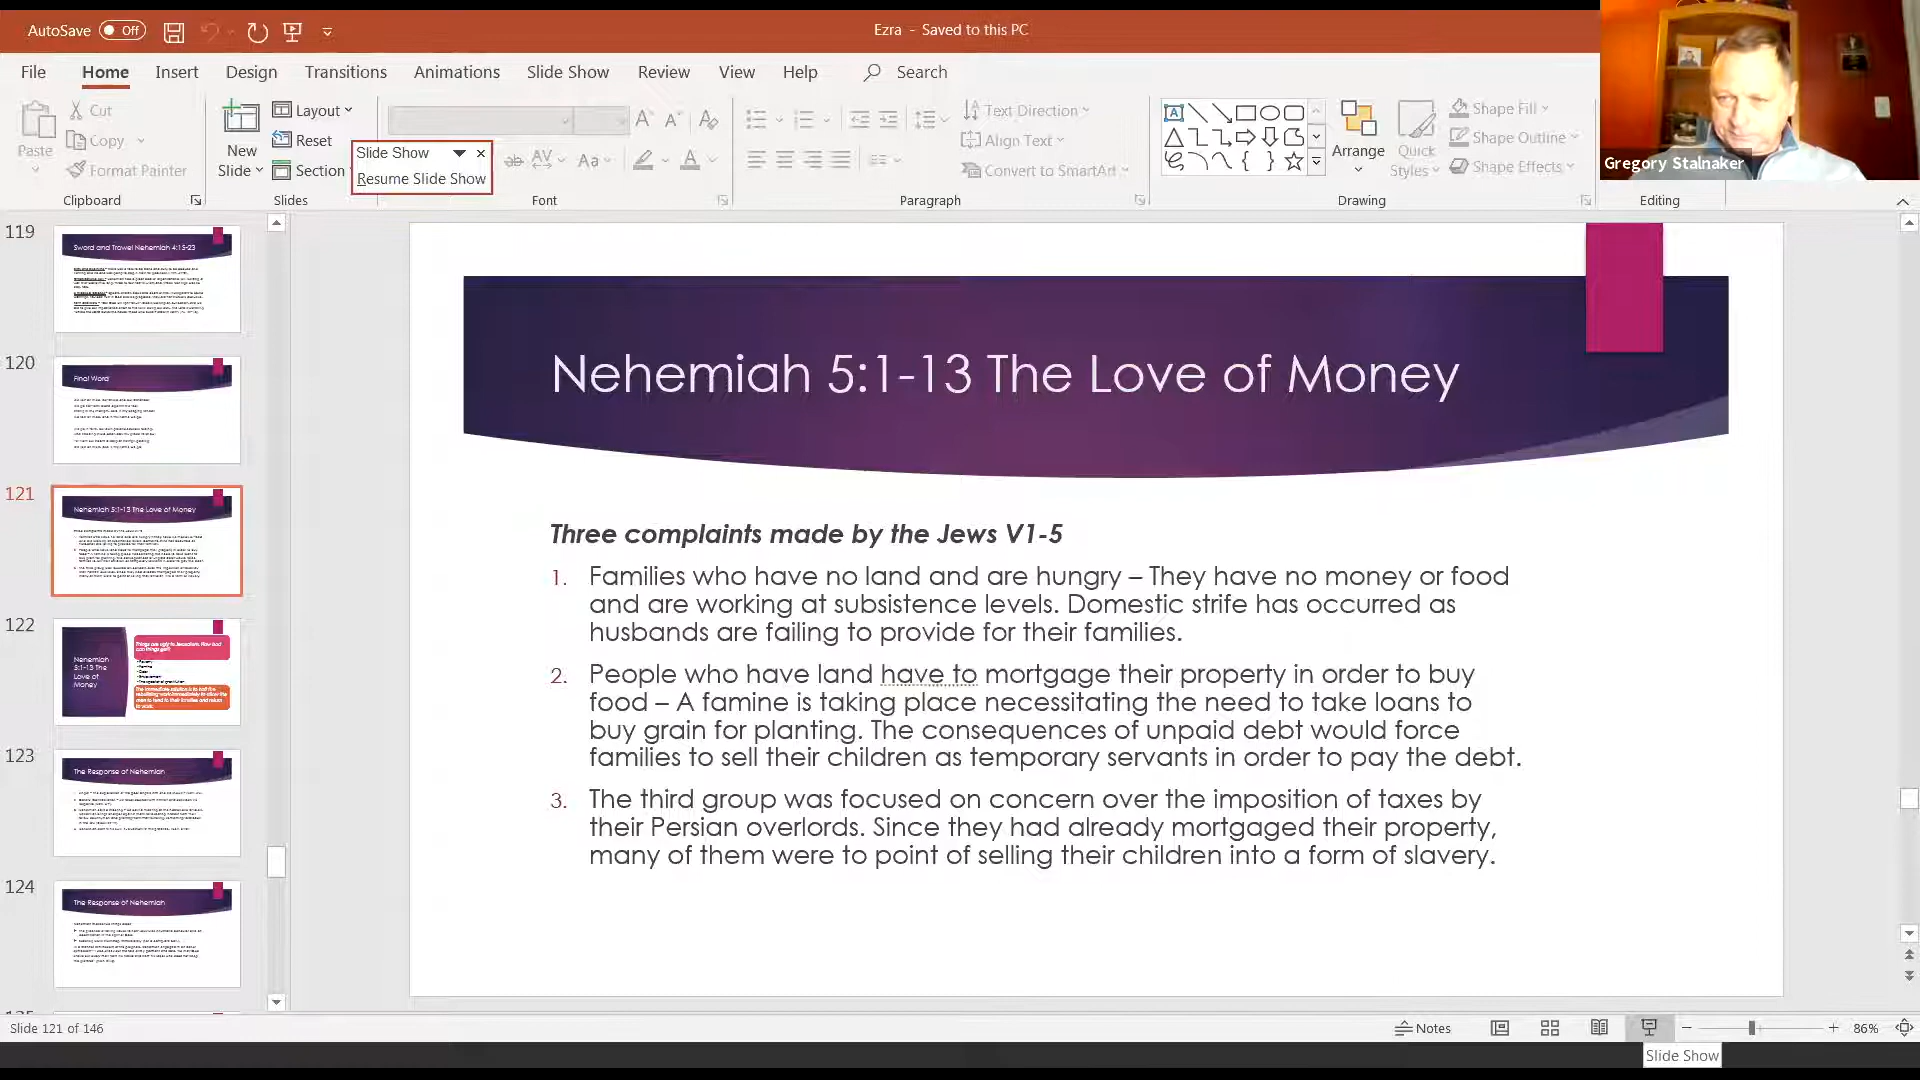 AutoSave Off
Ezra - Saved to this PC
File Home Insert Design Transitions Animations Slide Show Review View Help Search
Paste
Cut
Copy
Format Painter
Clipboard
New
Slide
Layout
Reset
Section
Slides
Slide Show
Resume Slide Show
Font
Text Direction
Align Text
Convert to SmartArt
Paragraph
Arrange
Quick
Styles
Shape Fill
Shape Outline
Shape Effects
Drawing
Editing
Gregory Stalnaker
119
Sword and Trowel Nehemiah 4:15-23
120
Final Word
121
Nehemiah 5:1-13 The Love of Money
122
Nehemiah
5:1-13 The
Love of
Money
123
The Response of Nehemiah
124
The Response of Nehemiah
Nehemiah 5:1-13 The Love of Money
Three complaints made by the Jews V1-5
1. Families who have no land and are hungry – They have no money or food
and are working at subsistence levels. Domestic strife has occurred as
husbands are failing to provide for their families.
2. People who have land have to mortgage their property in order to buy
food – A famine is taking place necessitating the need to take loans to
buy grain for planting. The consequences of unpaid debt would force
families to sell their children as temporary servants in order to pay the debt.
3. The third group was focused on concern over the imposition of taxes by
their Persian overlords. Since they had already mortgaged their property,
many of them were to point of selling their children into a form of slavery.
Slide 121 of 146
Notes
86%
Slide Show